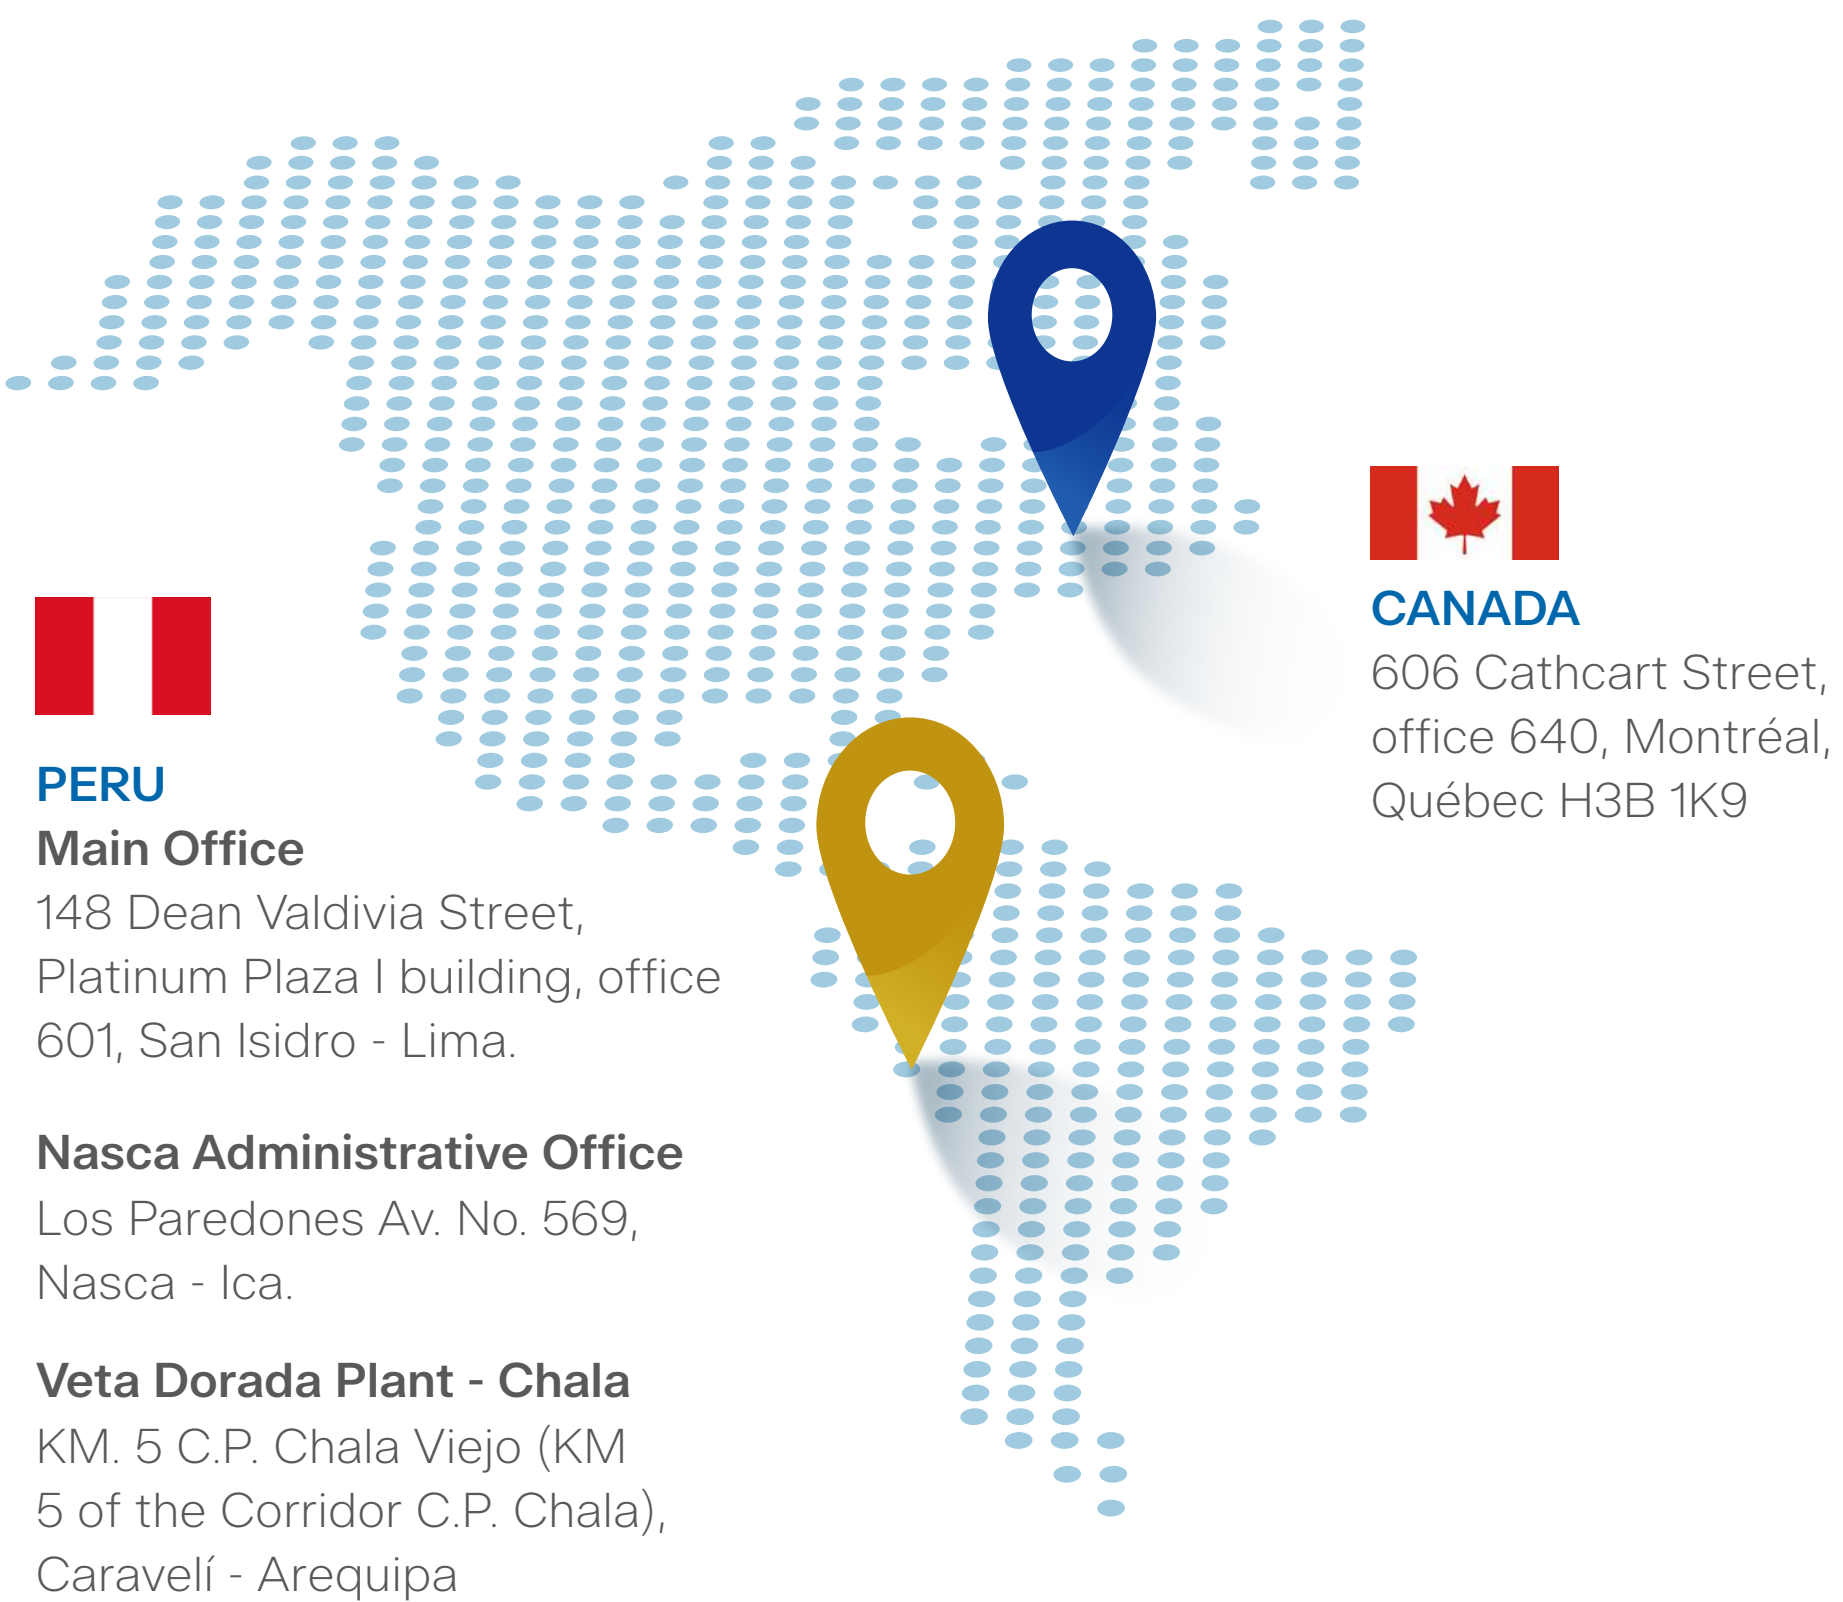 PERU
Main Office
148 Dean Valdivia Street,
Platinum Plaza I building, office
601, San Isidro - Lima.
Nasca Administrative Office
Los Paredones Av. No. 569,
Nasca - Ica.
Veta Dorada Plant - Chala
KM. 5 C.P. Chala Viejo (KM
5 of the Corridor C.P. Chala),
Caravelí - Arequipa
CANADA
606 Cathcart Street,
office 640, Montréal,
Québec H3B 1K9